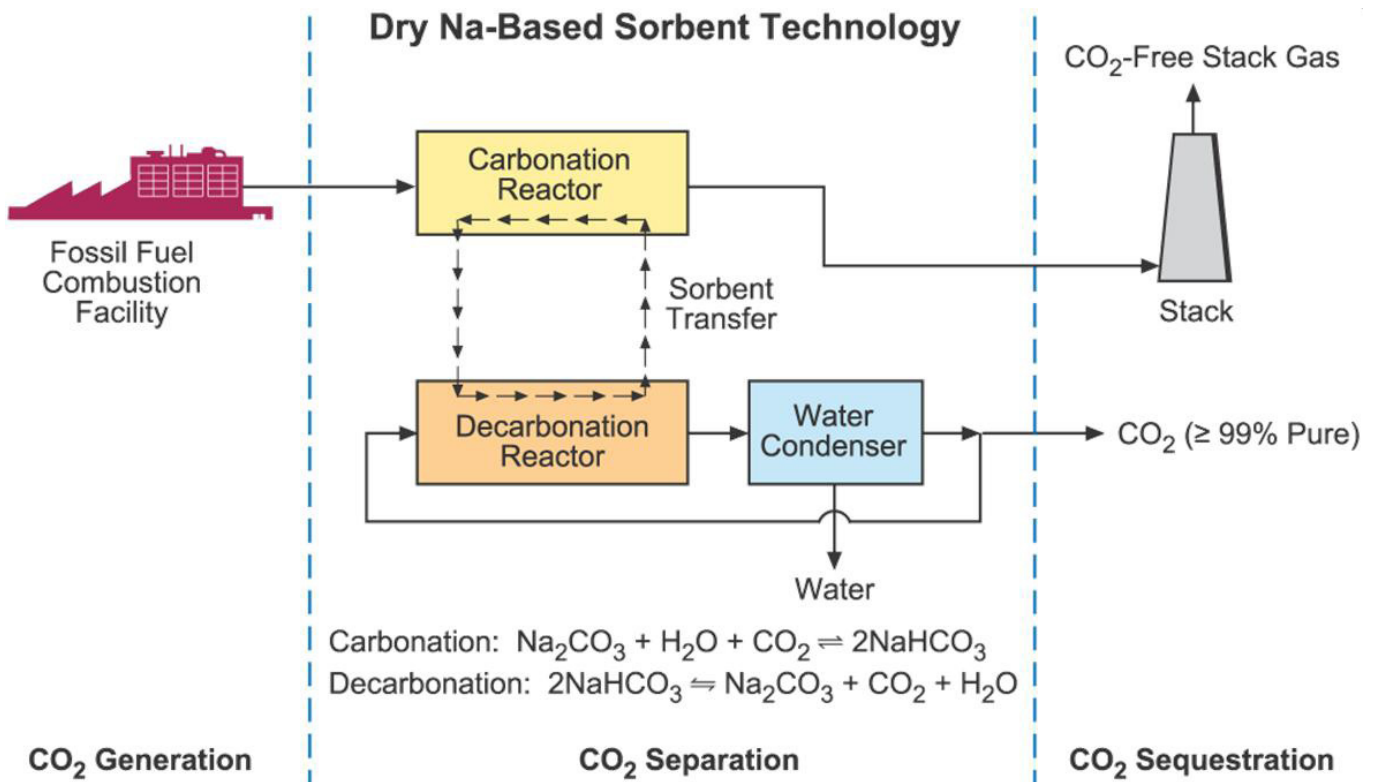 Dry Na-Based Sorbent Technology
CO₂-Free Stack Gas
Carbonation
Reactor
Fossil Fuel
Combustion
Facility
Sorbent
Transfer
Stack
Decarbonation
Reactor
Water
Condenser
CO₂ (≥ 99% Pure)
Water
Carbonation: Na₂CO₃ + H₂O + CO₂ ⇌ 2NaHCO₃
Decarbonation: 2NaHCO₃ ⇋ Na₂CO₃ + CO₂ + H₂O
CO₂ Generation
CO₂ Separation
CO₂ Sequestration